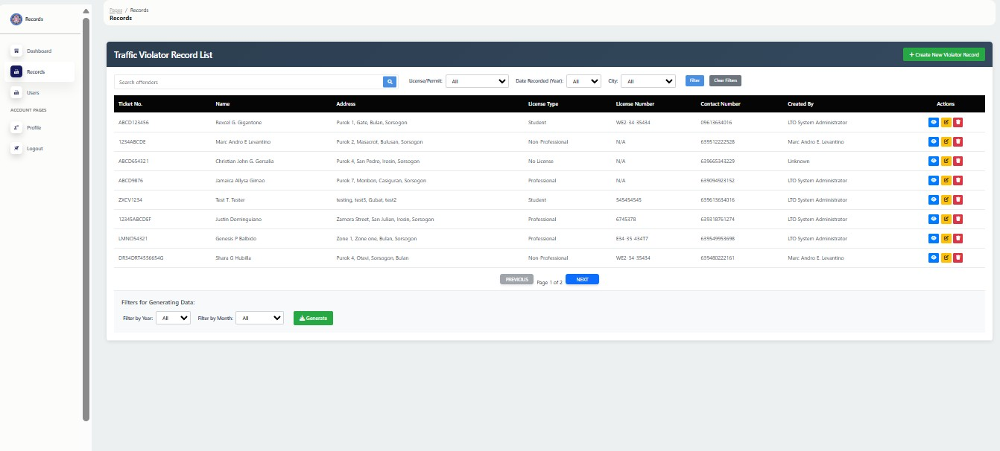 Records
Dashboard
Records
Users
ACCOUNT PAGES
Profile
Logout
Pages / Records
Records
Traffic Violator Record List
+ Create New Violator Record
Search offenders
License/Permit: All Date Recorded (Year): All City: All Filter Clear Filters
Ticket No. Name Address License Type License Number Contact Number Created By Actions
ABCD123456 Rexcel G. Gigantone Purok 1, Gate, Bulan, Sorsogon Student WE2-34-35434 09613634016 LTO System Administrator
1234ABCDE Marc Andro E Levantino Purok 2, Masacrot, Bulusan, Sorsogon Non-Professional N/A 639512222528 Marc Andro E. Levantino
ABCD654321 Christian John G. Gersalia Purok 4, San Pedro, Irosin, Sorsogon No License N/A 639665343229 Unknown
ABCD9876 Jamaica Allysa Gimao Purok 7, Monbon, Casiguran, Sorsogon Professional N/A 639094923152 LTO System Administrator
ZXCV1234 Test T. Tester testing, test3, Gubat, test2 Student 545454545 639613634016 LTO System Administrator
12345ABCDEF Justin Dominguiano Zamora Street, San Julian, Irosin, Sorsogon Professional 6745378 639318761274 LTO System Administrator
LMNO54321 Genesis P Balbido Zone 1, Zone one, Bulan, Sorsogon Professional E34-35-434T7 639549953698 LTO System Administrator
DR34DRT4556654G Shara G Hubilla Purok 4, Otavi, Sorsogon, Bulan Non-Professional WE2-34-35434 639480222161 Marc Andro E. Levantino
PREVIOUS Page 1 of 2 NEXT
Filters for Generating Data:
Filter by Year: All Filter by Month: All Generate